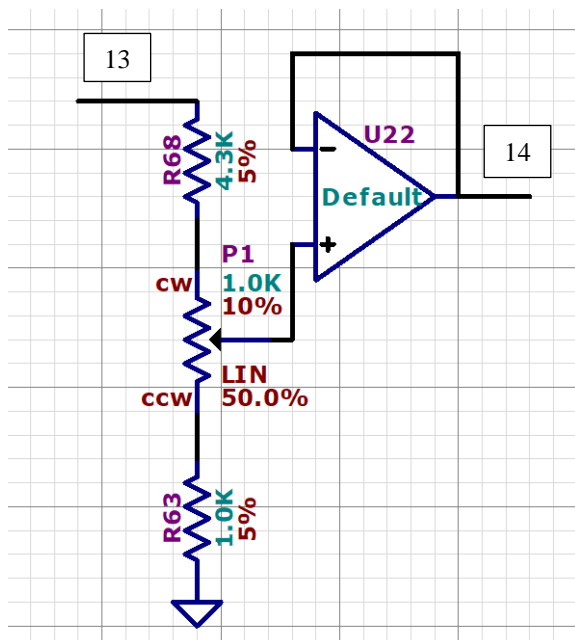 13
R68
4.3K
5%
U22
14
Default
P1
cw
1.0K
10%
LIN
ccw
50.0%
R63
1.0K
5%